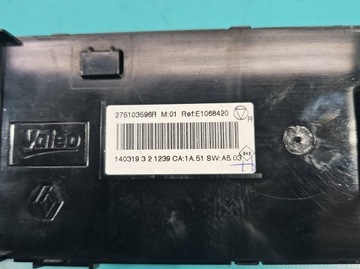 275103596R M:01 Ref:E1068420
R
Valeo
140319 3 2 1239 CA:1A.51 SW:A5.03
H